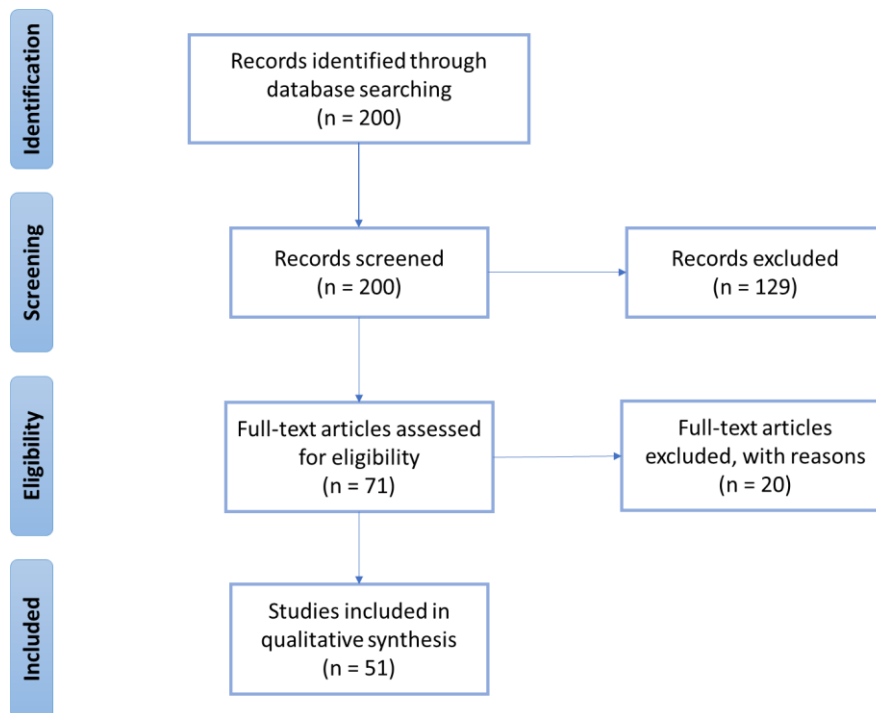 Identification
Records identified through
database searching
(n = 200)
Screening
Records screened
(n = 200)
Records excluded
(n = 129)
Eligibility
Full-text articles assessed
for eligibility
(n = 71)
Full-text articles
excluded, with reasons
(n = 20)
Included
Studies included in
qualitative synthesis
(n = 51)